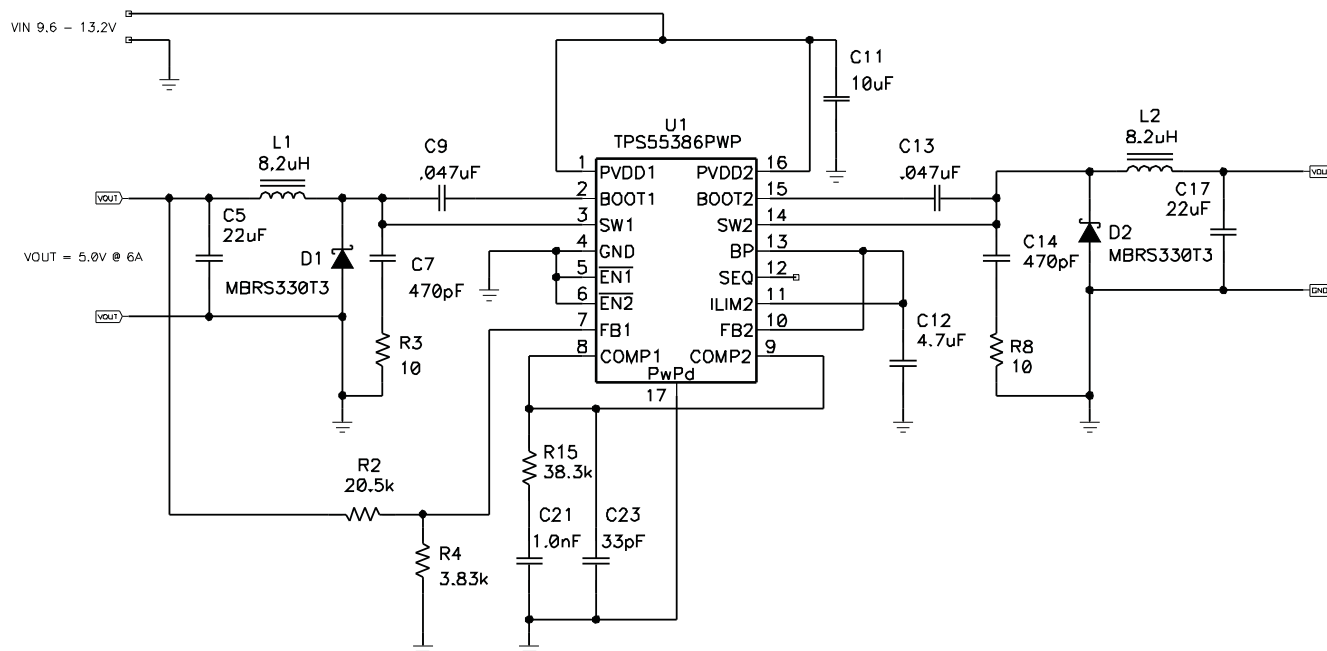 VIN 9.6 – 13.2V
C11
10uF
U1
TPS55386PWP
L1
8.2uH
C9
.047uF
C13
.047uF
L2
8.2uH
1
PVDD1
PVDD2
16
2
BOOT1
BOOT2
15
3
SW1
SW2
14
4
GND
BP
13
5
EN1
SEQ
12
6
EN2
ILIM2
11
7
FB1
FB2
10
8
COMP1
COMP2
9
PwPd
17
VOUT
C5
22uF
VOUT = 5.0V @ 6A
D1
MBRS330T3
C7
470pF
VOUT
R3
10
C17
22uF
C14
470pF
D2
MBRS330T3
GND
C12
4.7uF
R8
10
R2
20.5k
R4
3.83k
R15
38.3k
C21
1.0nF
C23
33pF